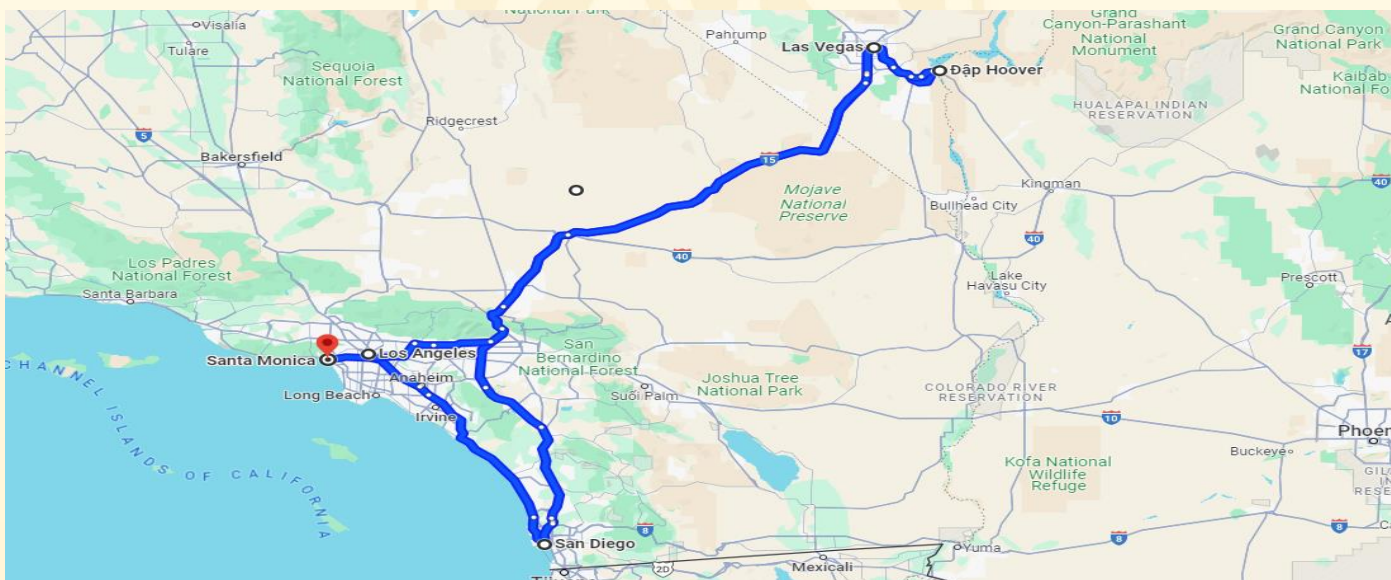 National Park
Visalia
Tulare
Sequoia
National Forest
Pahrump
Las Vegas
Đập Hoover
Grand
Canyon-Parashant
National
Monument
Grand Canyon
National Park
Kaibab
National Fo
HUALAPAI INDIAN
RESERVATION
5
Ridgecrest
Bakersfield
15
Mojave
National
Preserve
Kingman
40
Bullhead City
40
40
Los Padres
National Forest
Santa Barbara
Lake
Havasu City
Prescott
A
17
Santa Monica
Los Angeles
San
Bernardino
National Forest
Anaheim
Long Beach
Irvine
Suối Palm
Joshua Tree
National Park
COLORADO RIVER
RESERVATION
10
Phoen
Buckeye
CHANNEL ISLANDS OF CALIFORNIA
Kofa National
Wildlife
Refuge
GIL
IN
RESE
San Diego
8
8
8
Yuma
2D
Mexicali